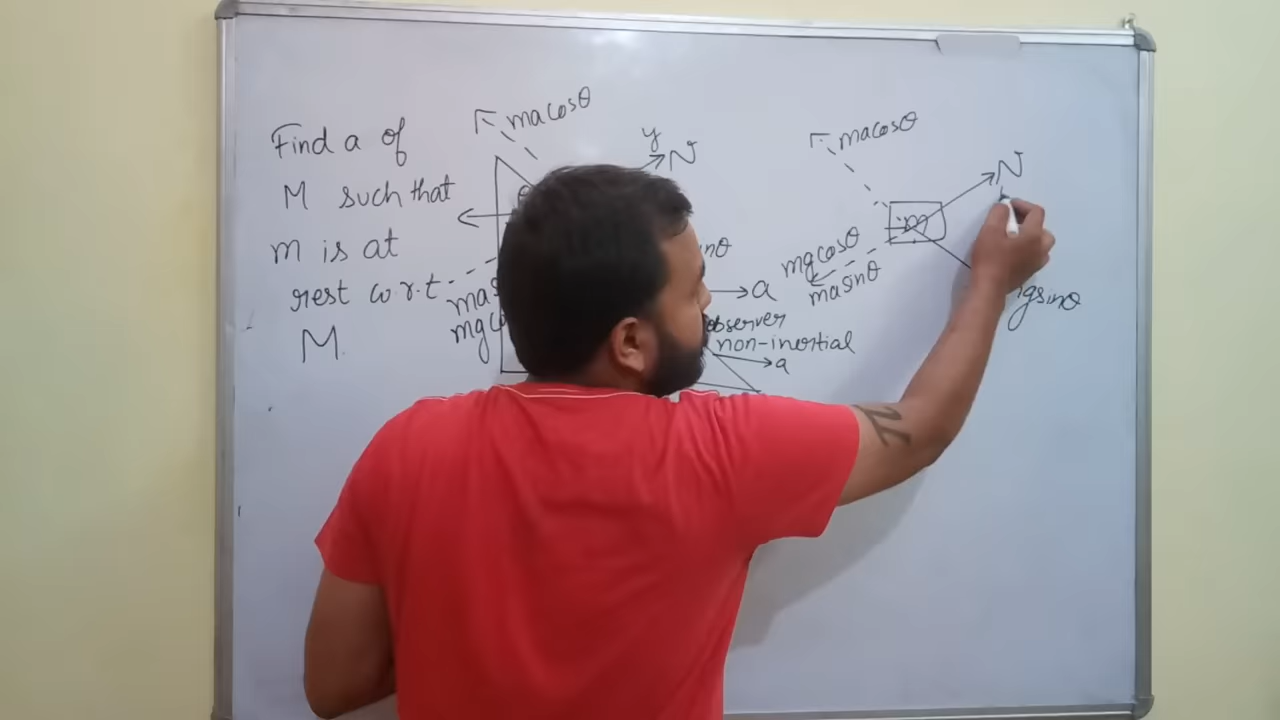 Find a of
M such that
m is at
rest w.r.t
M.
macosθ
y
N
θ
a
observer
non-inertial
a
macosθ
N
m
mgcosθ
masinθ
gsinθ